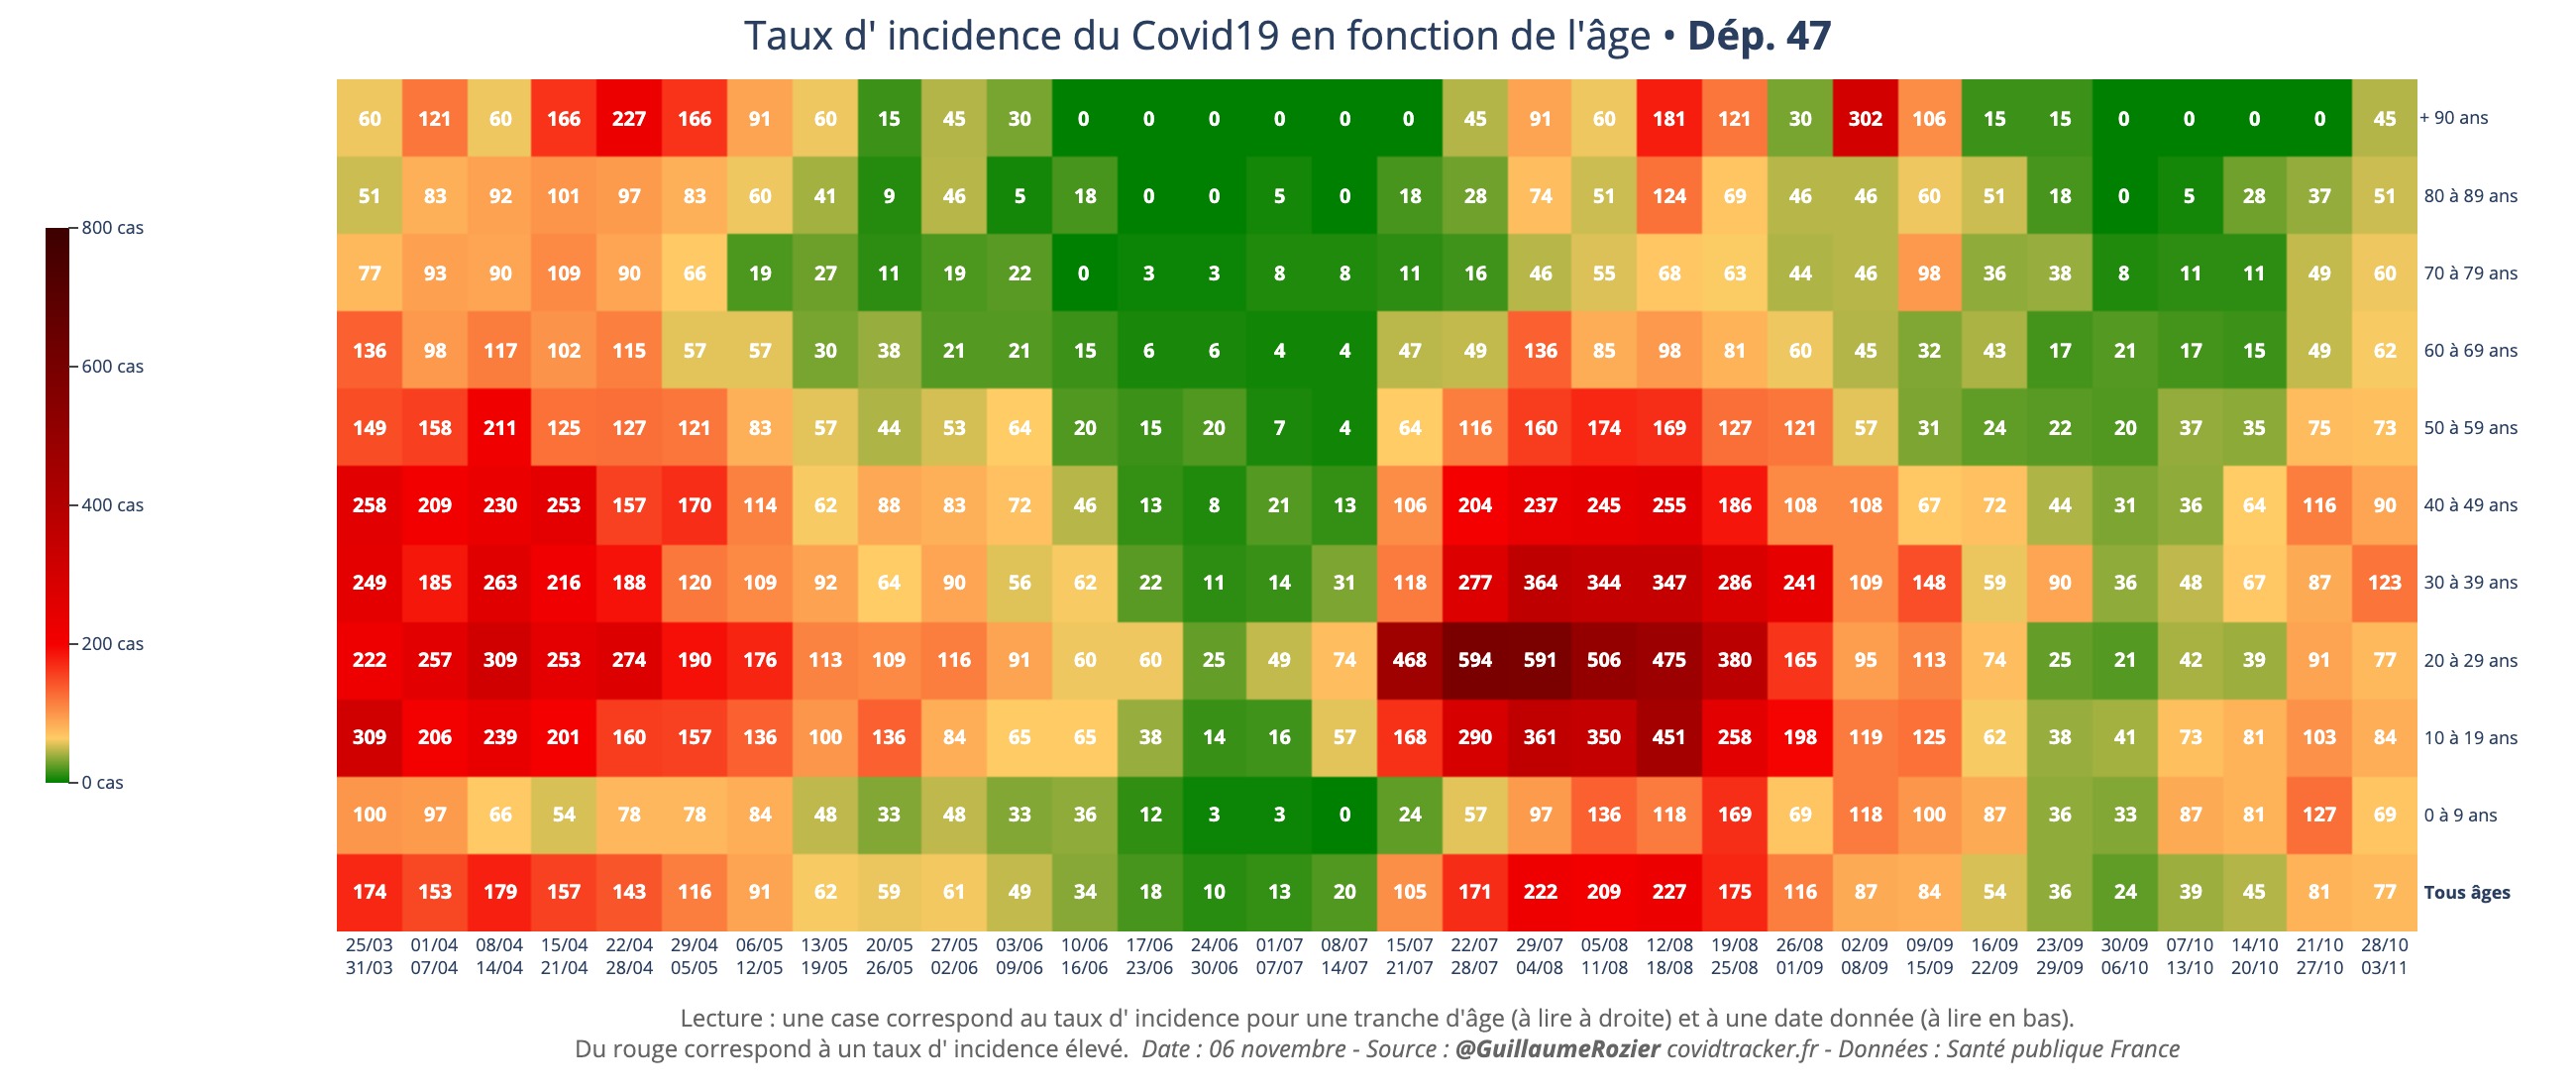 Taux d' incidence du Covid19 en fonction de l'âge • Dép. 47
800 cas
600 cas
400 cas
200 cas
0 cas
60 121 60 166 227 166 91 60 15 45 30 0 0 0 0 0 0 45 91 60 181 121 30 302 106 15 15 0 0 0 0 45 + 90 ans
51 83 92 101 97 83 60 41 9 46 5 18 0 0 5 0 18 28 74 51 124 69 46 46 60 51 18 0 5 28 37 51 80 à 89 ans
77 93 90 109 90 66 19 27 11 19 22 0 3 3 8 8 11 16 46 55 68 63 44 46 98 36 38 8 11 11 49 60 70 à 79 ans
136 98 117 102 115 57 57 30 38 21 21 15 6 6 4 4 47 49 136 85 98 81 60 45 32 43 17 21 17 15 49 62 60 à 69 ans
149 158 211 125 127 121 83 57 44 53 64 20 15 20 7 4 64 116 160 174 169 127 121 57 31 24 22 20 37 35 75 73 50 à 59 ans
258 209 230 253 157 170 114 62 88 83 72 46 13 8 21 13 106 204 237 245 255 186 108 108 67 72 44 31 36 64 116 90 40 à 49 ans
249 185 263 216 188 120 109 92 64 90 56 62 22 11 14 31 118 277 364 344 347 286 241 109 148 59 90 36 48 67 87 123 30 à 39 ans
222 257 309 253 274 190 176 113 109 116 91 60 60 25 49 74 468 594 591 506 475 380 165 95 113 74 25 21 42 39 91 77 20 à 29 ans
309 206 239 201 160 157 136 100 136 84 65 65 38 14 16 57 168 290 361 350 451 258 198 119 125 62 38 41 73 81 103 84 10 à 19 ans
100 97 66 54 78 78 84 48 33 48 33 36 12 3 3 0 24 57 97 136 118 169 69 118 100 87 36 33 87 81 127 69 0 à 9 ans
174 153 179 157 143 116 91 62 59 61 49 34 18 10 13 20 105 171 222 209 227 175 116 87 84 54 36 24 39 45 81 77 Tous âges
25/03 01/04 08/04 15/04 22/04 29/04 06/05 13/05 20/05 27/05 03/06 10/06 17/06 24/06 01/07 08/07 15/07 22/07 29/07 05/08 12/08 19/08 26/08 02/09 09/09 16/09 23/09 30/09 07/10 14/10 21/10 28/10
31/03 07/04 14/04 21/04 28/04 05/05 12/05 19/05 26/05 02/06 09/06 16/06 23/06 30/06 07/07 14/07 21/07 28/07 04/08 11/08 18/08 25/08 01/09 08/09 15/09 22/09 29/09 06/10 13/10 20/10 27/10 03/11
Lecture : une case correspond au taux d' incidence pour une tranche d'âge (à lire à droite) et à une date donnée (à lire en bas).
Du rouge correspond à un taux d' incidence élevé. Date : 06 novembre - Source : @GuillaumeRozier covidtracker.fr - Données : Santé publique France